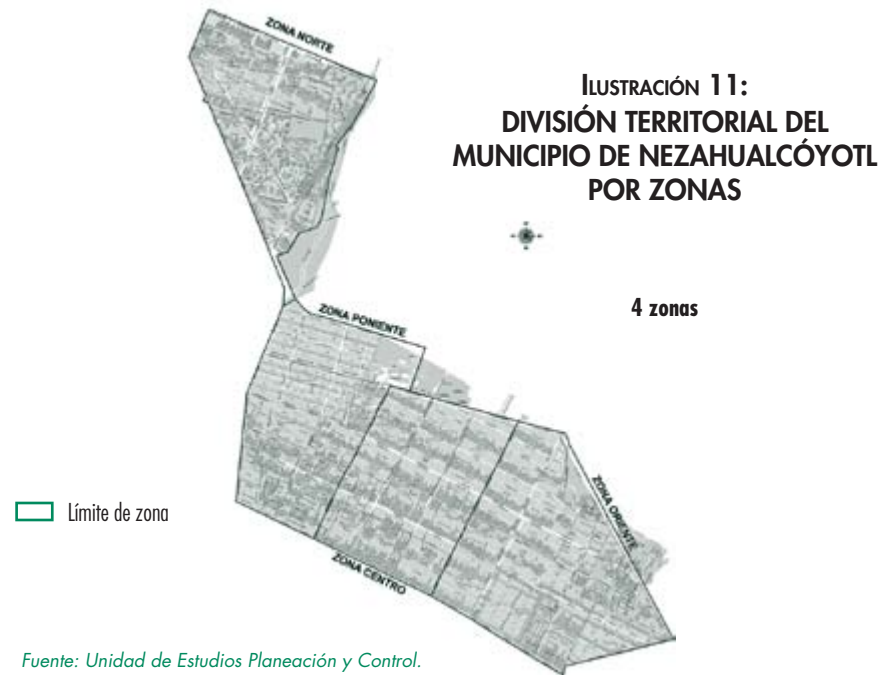 ZONA NORTE
ILUSTRACIÓN 11:
DIVISIÓN TERRITORIAL DEL
MUNICIPIO DE NEZAHUALCÓYOTL
POR ZONAS
4 zonas
ZONA PONIENTE
ZONA ORIENTE
Límite de zona
ZONA CENTRO
Fuente: Unidad de Estudios Planeación y Control.